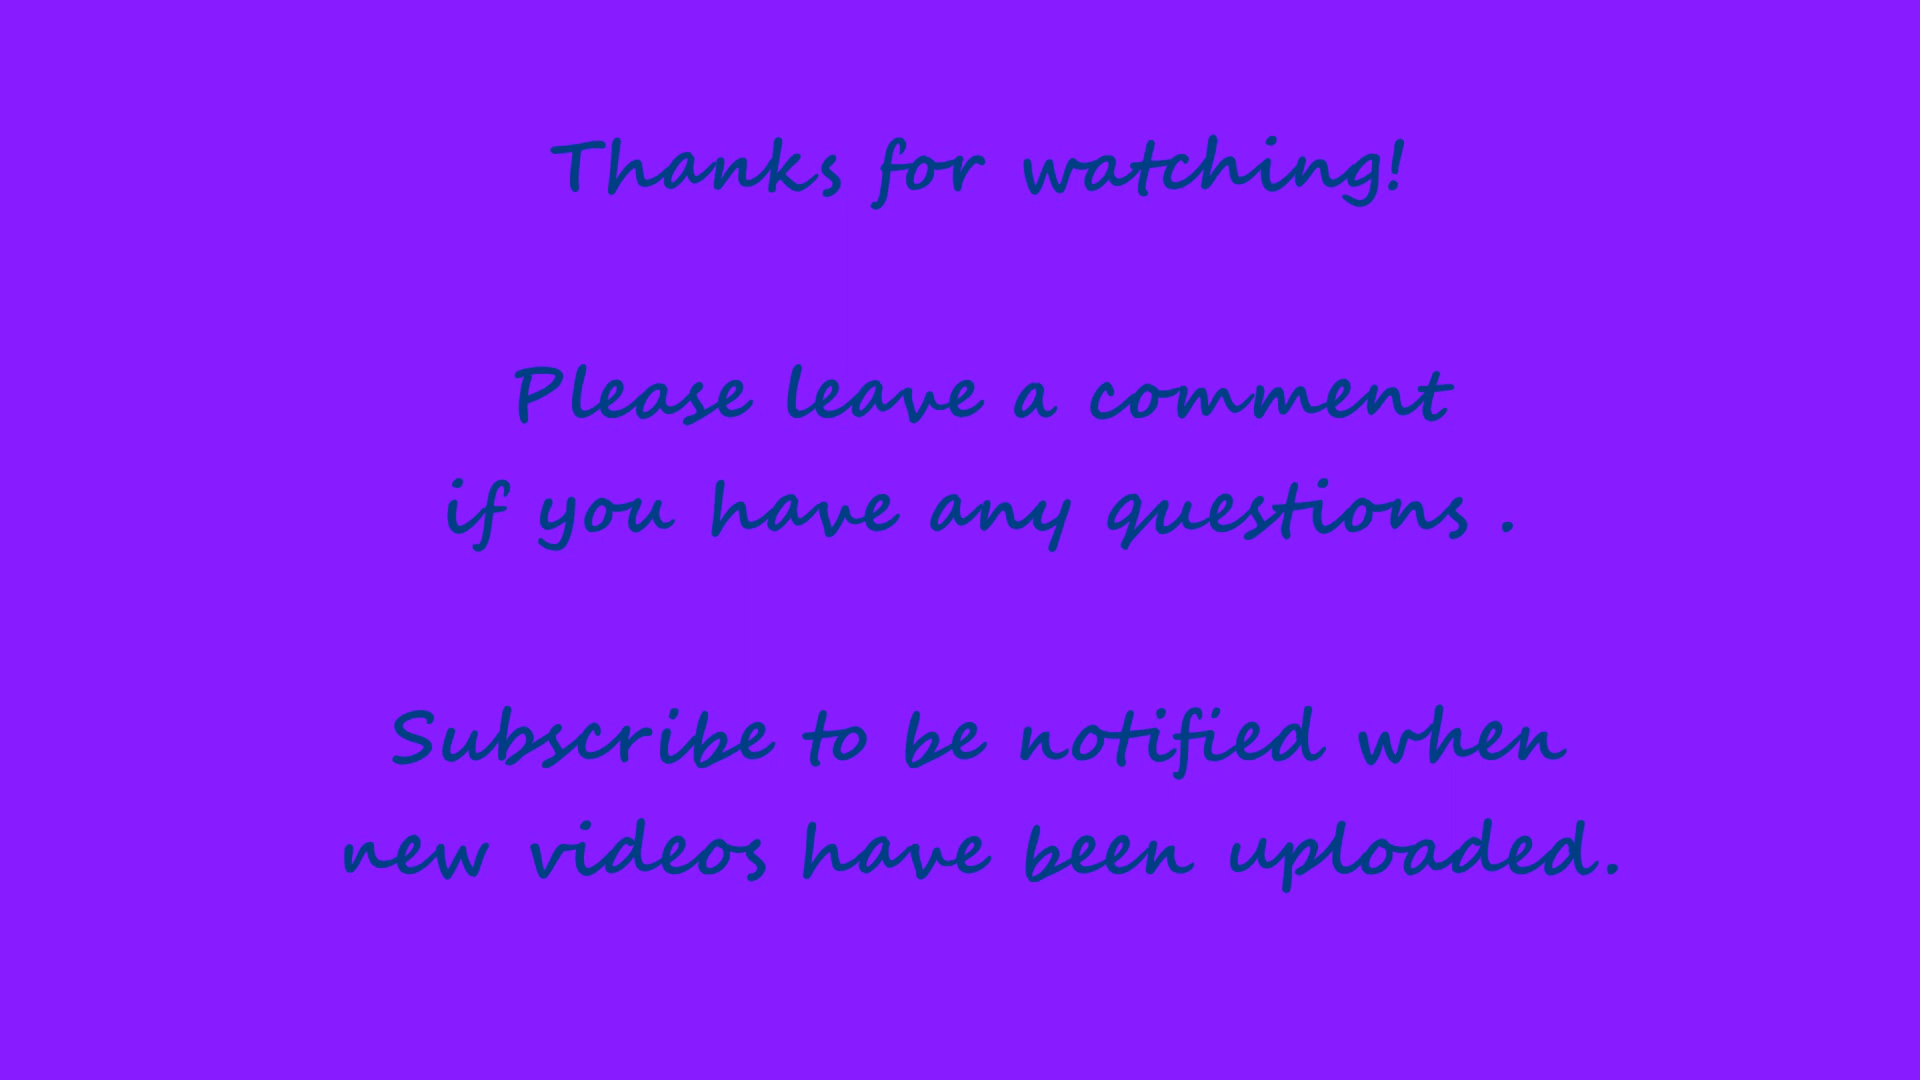 Thanks for watching!
Please leave a comment
if you have any questions .
Subscribe to be notified when
new videos have been uploaded.